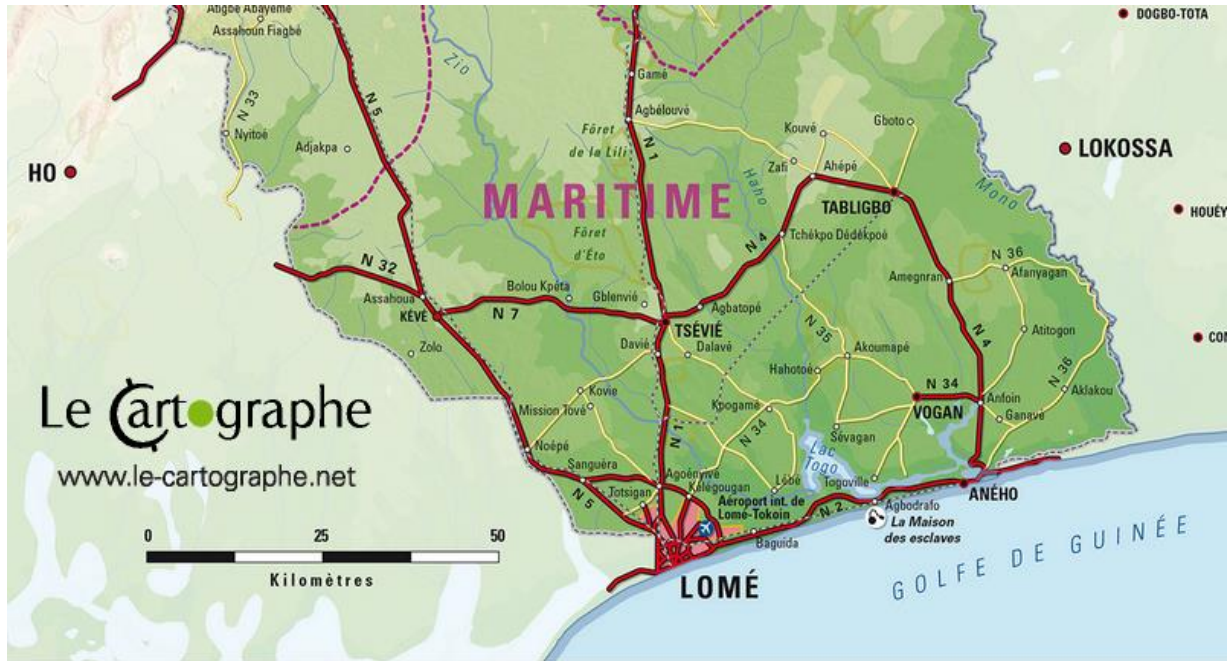 Abgbe Abayeme
Assahoun Fiagbé
DOGBO-TOTA
Zio
Gamé
N 33
N 5
Agbélouvé
Nyitoé
Adjakpa
Fôret
de la Lili
N 1
Kouvé
Gboto
LOKOSSA
HO
Zafi
Ahépé
Haho
Mono
MARITIME
TABLIGBO
HOUÉY
Fôret
d'Éto
N 4
Tchékpo Dédékpoé
N 32
N 36
Afanyagan
Amegnran
Assahoua
Bolou Kpéta
Gblenvié
Agbatopé
KÉVÉ
N 7
TSÉVIÉ
N 35
N 4
Atitogon
CON
Zolo
Davié
Dalavé
Akoumapé
Hahotoé
N 36
Le Cartographe
Kovie
N 34
Aklakou
Mission Tové
Kpogamé
VOGAN
Anfoin
Ganavé
www.le-cartographe.net
Noépé
N 1
N 34
Sévagan
Lac
Togo
Sanguéra
Agoényivé
Lébé
Togoville
Totsigan
Kélégougan
ANÉHO
N 5
Aéroport int. de
Lomé-Tokoin
N 2
Agbodrafo
La Maison
des esclaves
Baguida
0 25 50
Kilomètres
LOMÉ
GOLFE DE GUINÉE